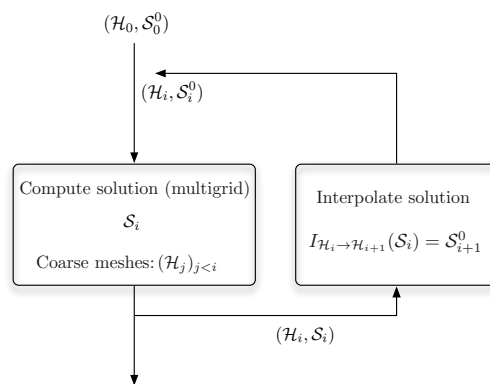 (ℋ₀, 𝒮₀⁰)
(ℋᵢ, 𝒮ᵢ⁰)
Compute solution (multigrid)
𝒮ᵢ
Coarse meshes: (ℋⱼ)ⱼ<ᵢ
Interpolate solution
I_{ℋᵢ→ℋᵢ₊₁}(𝒮ᵢ) = 𝒮ᵢ₊₁⁰
(ℋᵢ, 𝒮ᵢ)